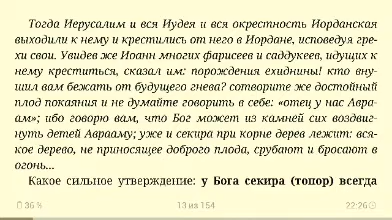 Тогда Иерусалим и вся Иудея и вся окрестность Иорданская
выходили к нему и крестились от него в Иордане, исповедуя гре-
хи свои. Увидев же Иоанн многих фарисеев и саддукеев, идущих к
нему креститься, сказал им: порождения ехиднины! кто вну-
шил вам бежать от будущего гнева? сотворите же достойный
плод покаяния и не думайте говорить в себе: «отец у нас Авра-
ам»; ибо говорю вам, что Бог может из камней сих воздвиг-
нуть детей Аврааму; уже и секира при корне дерев лежит: вся-
кое дерево, не приносящее доброго плода, срубают и бросают в
огонь...
Какое сильное утверждение: у Бога секира (топор) всегда
36 %
13 из 154
22:26